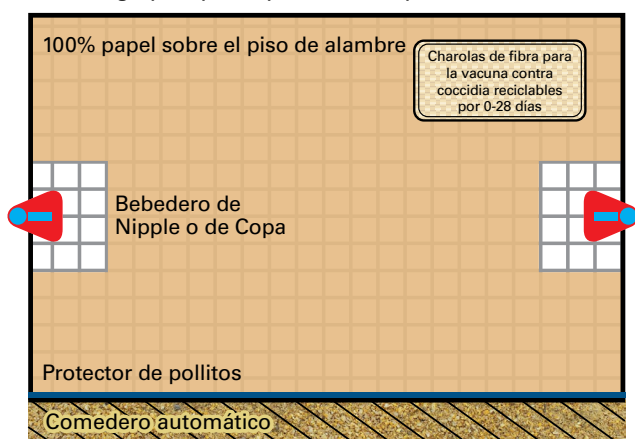 100% papel sobre el piso de alambre
Charolas de fibra para
la vacuna contra
coccidia reciclables
por 0-28 días
Bebedero de
Nipple o de Copa
Protector de pollitos
Comedero automático